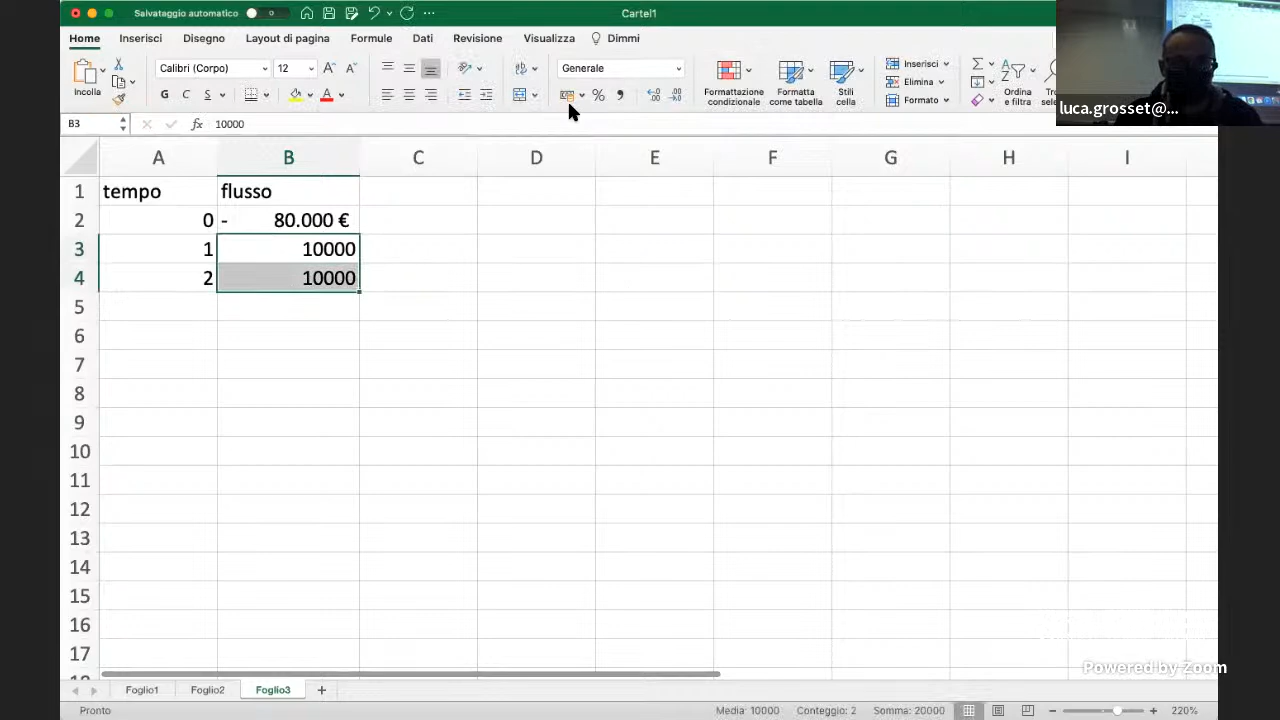 Salvataggio automatico
Cartel1
Home Inserisci Disegno Layout di pagina Formule Dati Revisione Visualizza Dimmi
Incolla
Calibri (Corpo) 12
G C S
Generale
Formattazione condizionale
Formatta come tabella
Stili cella
Inserisci
Elimina
Formato
Ordina e filtra
luca.grosset@...
B3 fx 10000
A B C D E F G H I
1 tempo flusso
2 0 - 80.000 €
3 1 10000
4 2 10000
5
6
7
8
9
10
11
12
13
14
15
16
17
Powered by Zoom
Foglio1 Foglio2 Foglio3 +
Pronto Media: 10000 Conteggio: 2 Somma: 20000 220%